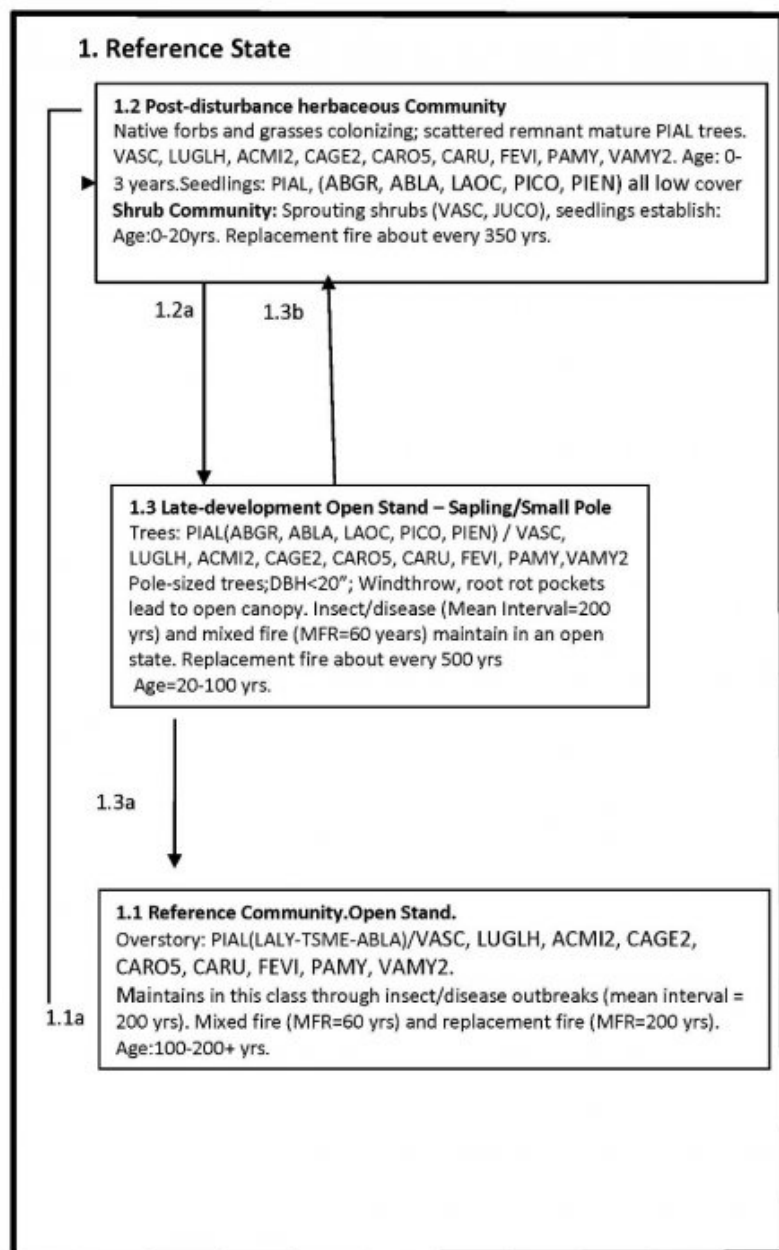 1. Reference State
1.2 Post-disturbance herbaceous Community
Native forbs and grasses colonizing; scattered remnant mature PIAL trees.
VASC, LUGLH, ACMI2, CAGE2, CARO5, CARU, FEVI, PAMY, VAMY2. Age: 0-
3 years.Seedlings: PIAL, (ABGR, ABLA, LAOC, PICO, PIEN) all low cover
Shrub Community: Sprouting shrubs (VASC, JUCO), seedlings establish:
Age:0-20yrs. Replacement fire about every 350 yrs.
1.2a
1.3b
1.3 Late-development Open Stand – Sapling/Small Pole
Trees: PIAL(ABGR, ABLA, LAOC, PICO, PIEN) / VASC,
LUGLH, ACMI2, CAGE2, CARO5, CARU, FEVI, PAMY,VAMY2
Pole-sized trees;DBH<20”; Windthrow, root rot pockets
lead to open canopy. Insect/disease (Mean Interval=200
yrs) and mixed fire (MFR=60 years) maintain in an open
state. Replacement fire about every 500 yrs
Age=20-100 yrs.
1.3a
1.1 Reference Community.Open Stand.
Overstory: PIAL(LALY-TSME-ABLA)/VASC, LUGLH, ACMI2, CAGE2,
CARO5, CARU, FEVI, PAMY, VAMY2.
Maintains in this class through insect/disease outbreaks (mean interval =
200 yrs). Mixed fire (MFR=60 yrs) and replacement fire (MFR=200 yrs).
Age:100-200+ yrs.
1.1a